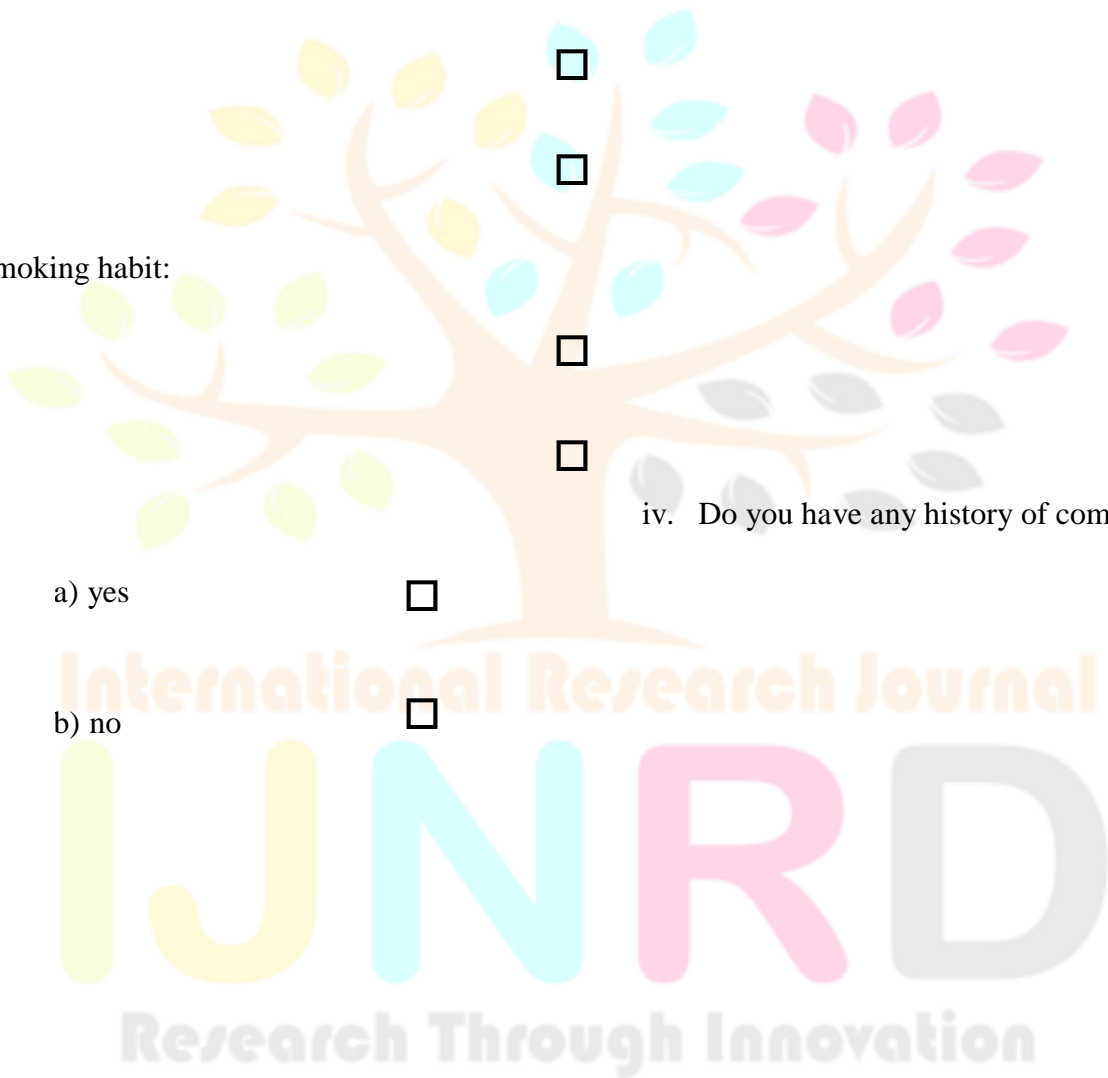 ☐
☐
moking habit:
☐
☐
iv. Do you have any history of com
a) yes ☐
b) no ☐
International Research Journal
IJNRD
Research Through Innovation